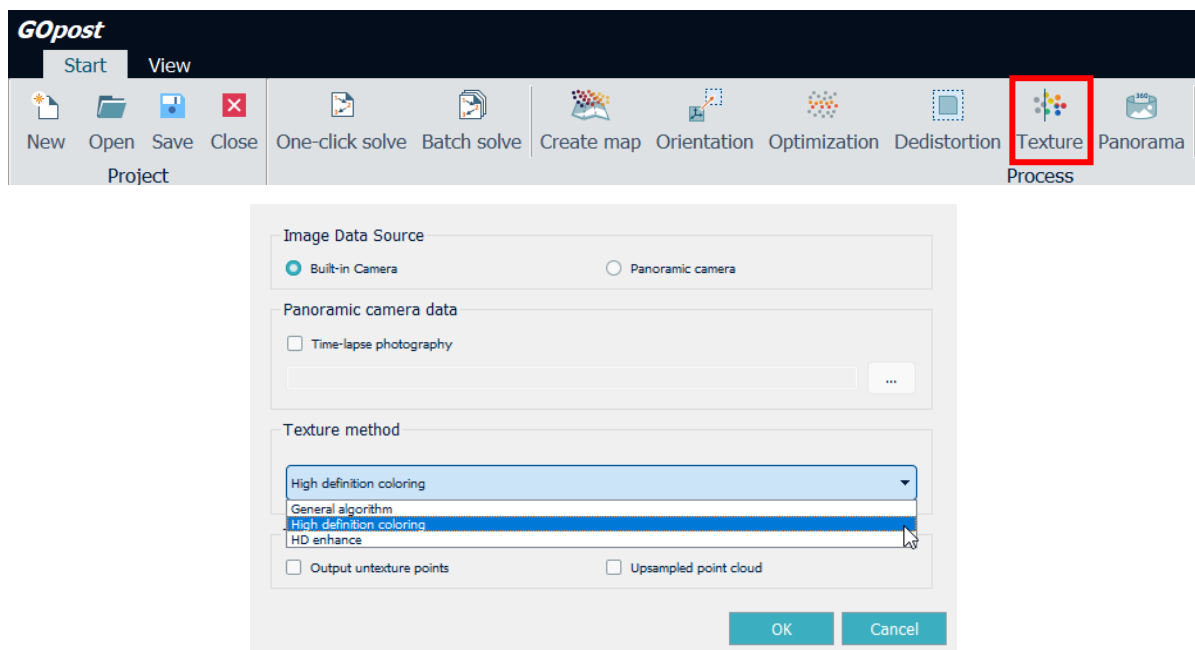 GOpost
Start View
New Open Save Close One-click solve Batch solve Create map Orientation Optimization Dedistortion Texture Panorama
Project Process
Image Data Source
Built-in Camera Panoramic camera
Panoramic camera data
Time-lapse photography
...
Texture method
High definition coloring
General algorithm
High definition coloring
HD enhance
Output untexture points Upsampled point cloud
OK Cancel